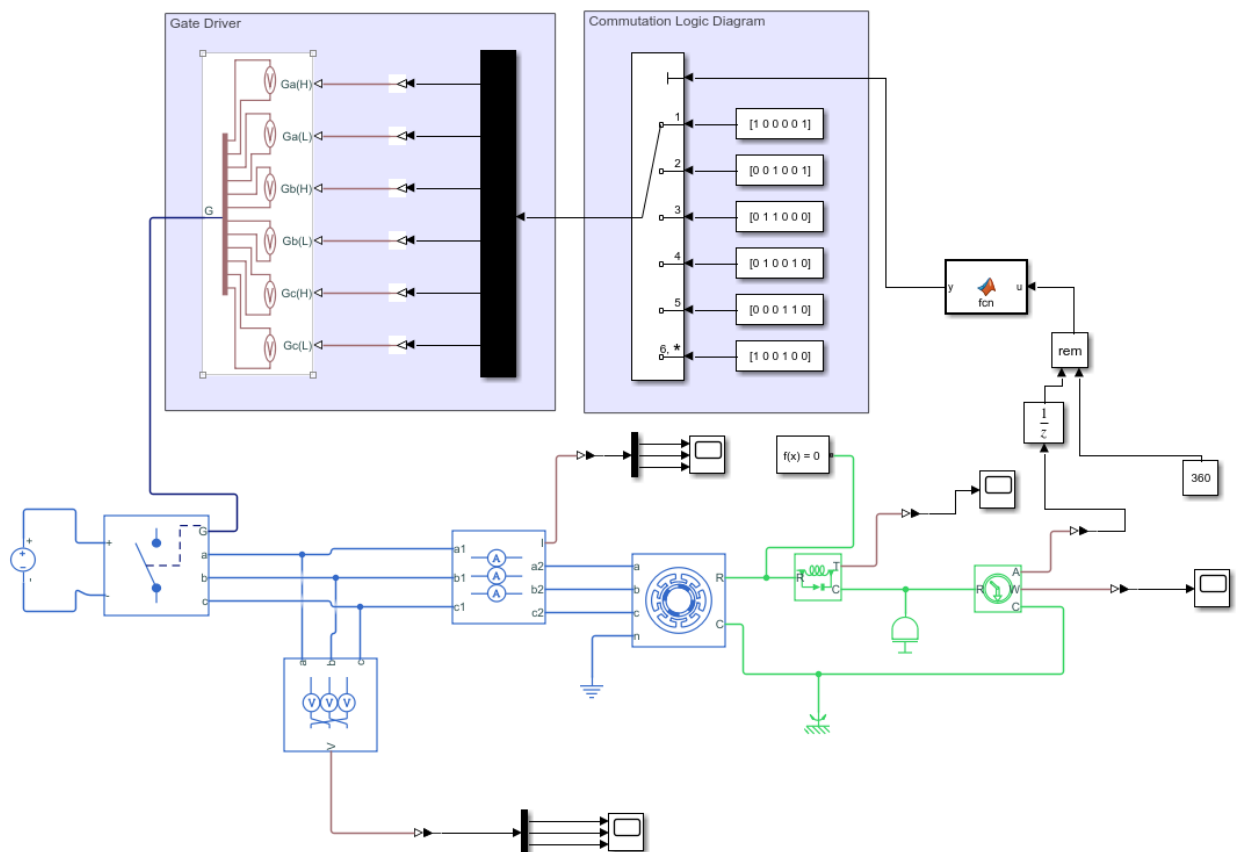 Gate Driver
Commutation Logic Diagram
Ga(H)
Ga(L)
Gb(H)
Gb(L)
Gc(H)
Gc(L)
V
V
V
V
V
V
G
1
2
3
4
5
6, *
[1 0 0 0 0 1]
[0 0 1 0 0 1]
[0 1 1 0 0 0]
[0 1 0 0 1 0]
[0 0 0 1 1 0]
[1 0 0 1 0 0]
y
fcn
u
rem
1
z
360
f(x) = 0
+
-
+
-
G
a
b
c
a1
b1
c1
A
A
A
I
a2
b2
c2
a
b
c
n
R
C
R
T
C
R
A
W
C
a
b
c
V
V
V
V